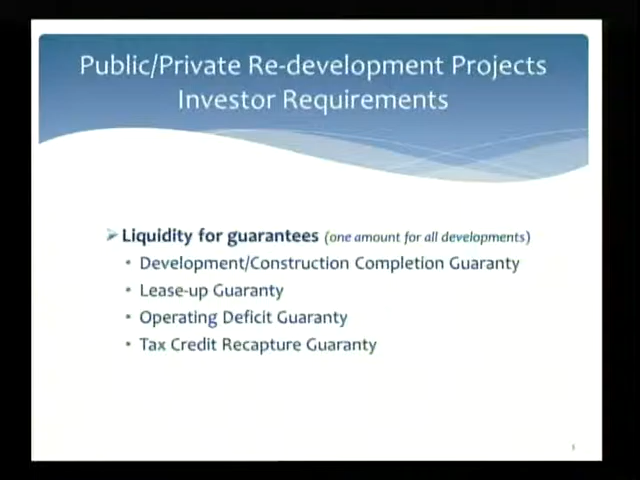 Public/Private Re-development Projects
Investor Requirements
Liquidity for guarantees (one amount for all developments)
• Development/Construction Completion Guaranty
• Lease-up Guaranty
• Operating Deficit Guaranty
• Tax Credit Recapture Guaranty